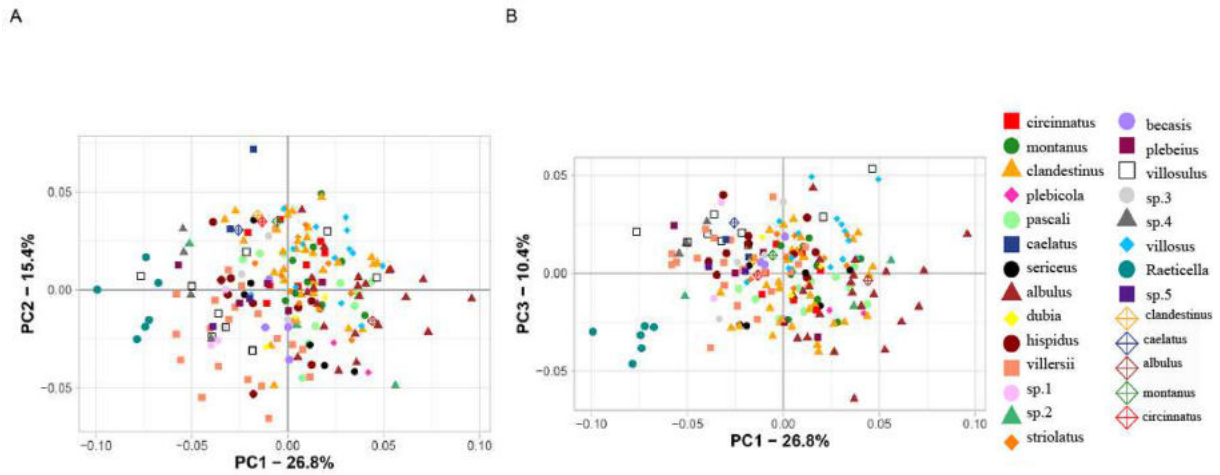 A
B
PC2 – 15.4%
0.05
0.00
−0.05
−0.10
−0.05
0.00
0.05
0.10
PC1 – 26.8%
PC3 – 10.4%
0.05
0.00
−0.05
−0.10
−0.05
0.00
0.05
0.10
PC1 – 26.8%
circinnatus
montanus
clandestinus
plebicola
pascali
caelatus
sericeus
albulus
dubia
hispidus
villersii
sp.1
sp.2
striolatus
becasis
plebeius
villosulus
sp.3
sp.4
villosus
Raeticella
sp.5
clandestinus
caelatus
albulus
montanus
circinnatus